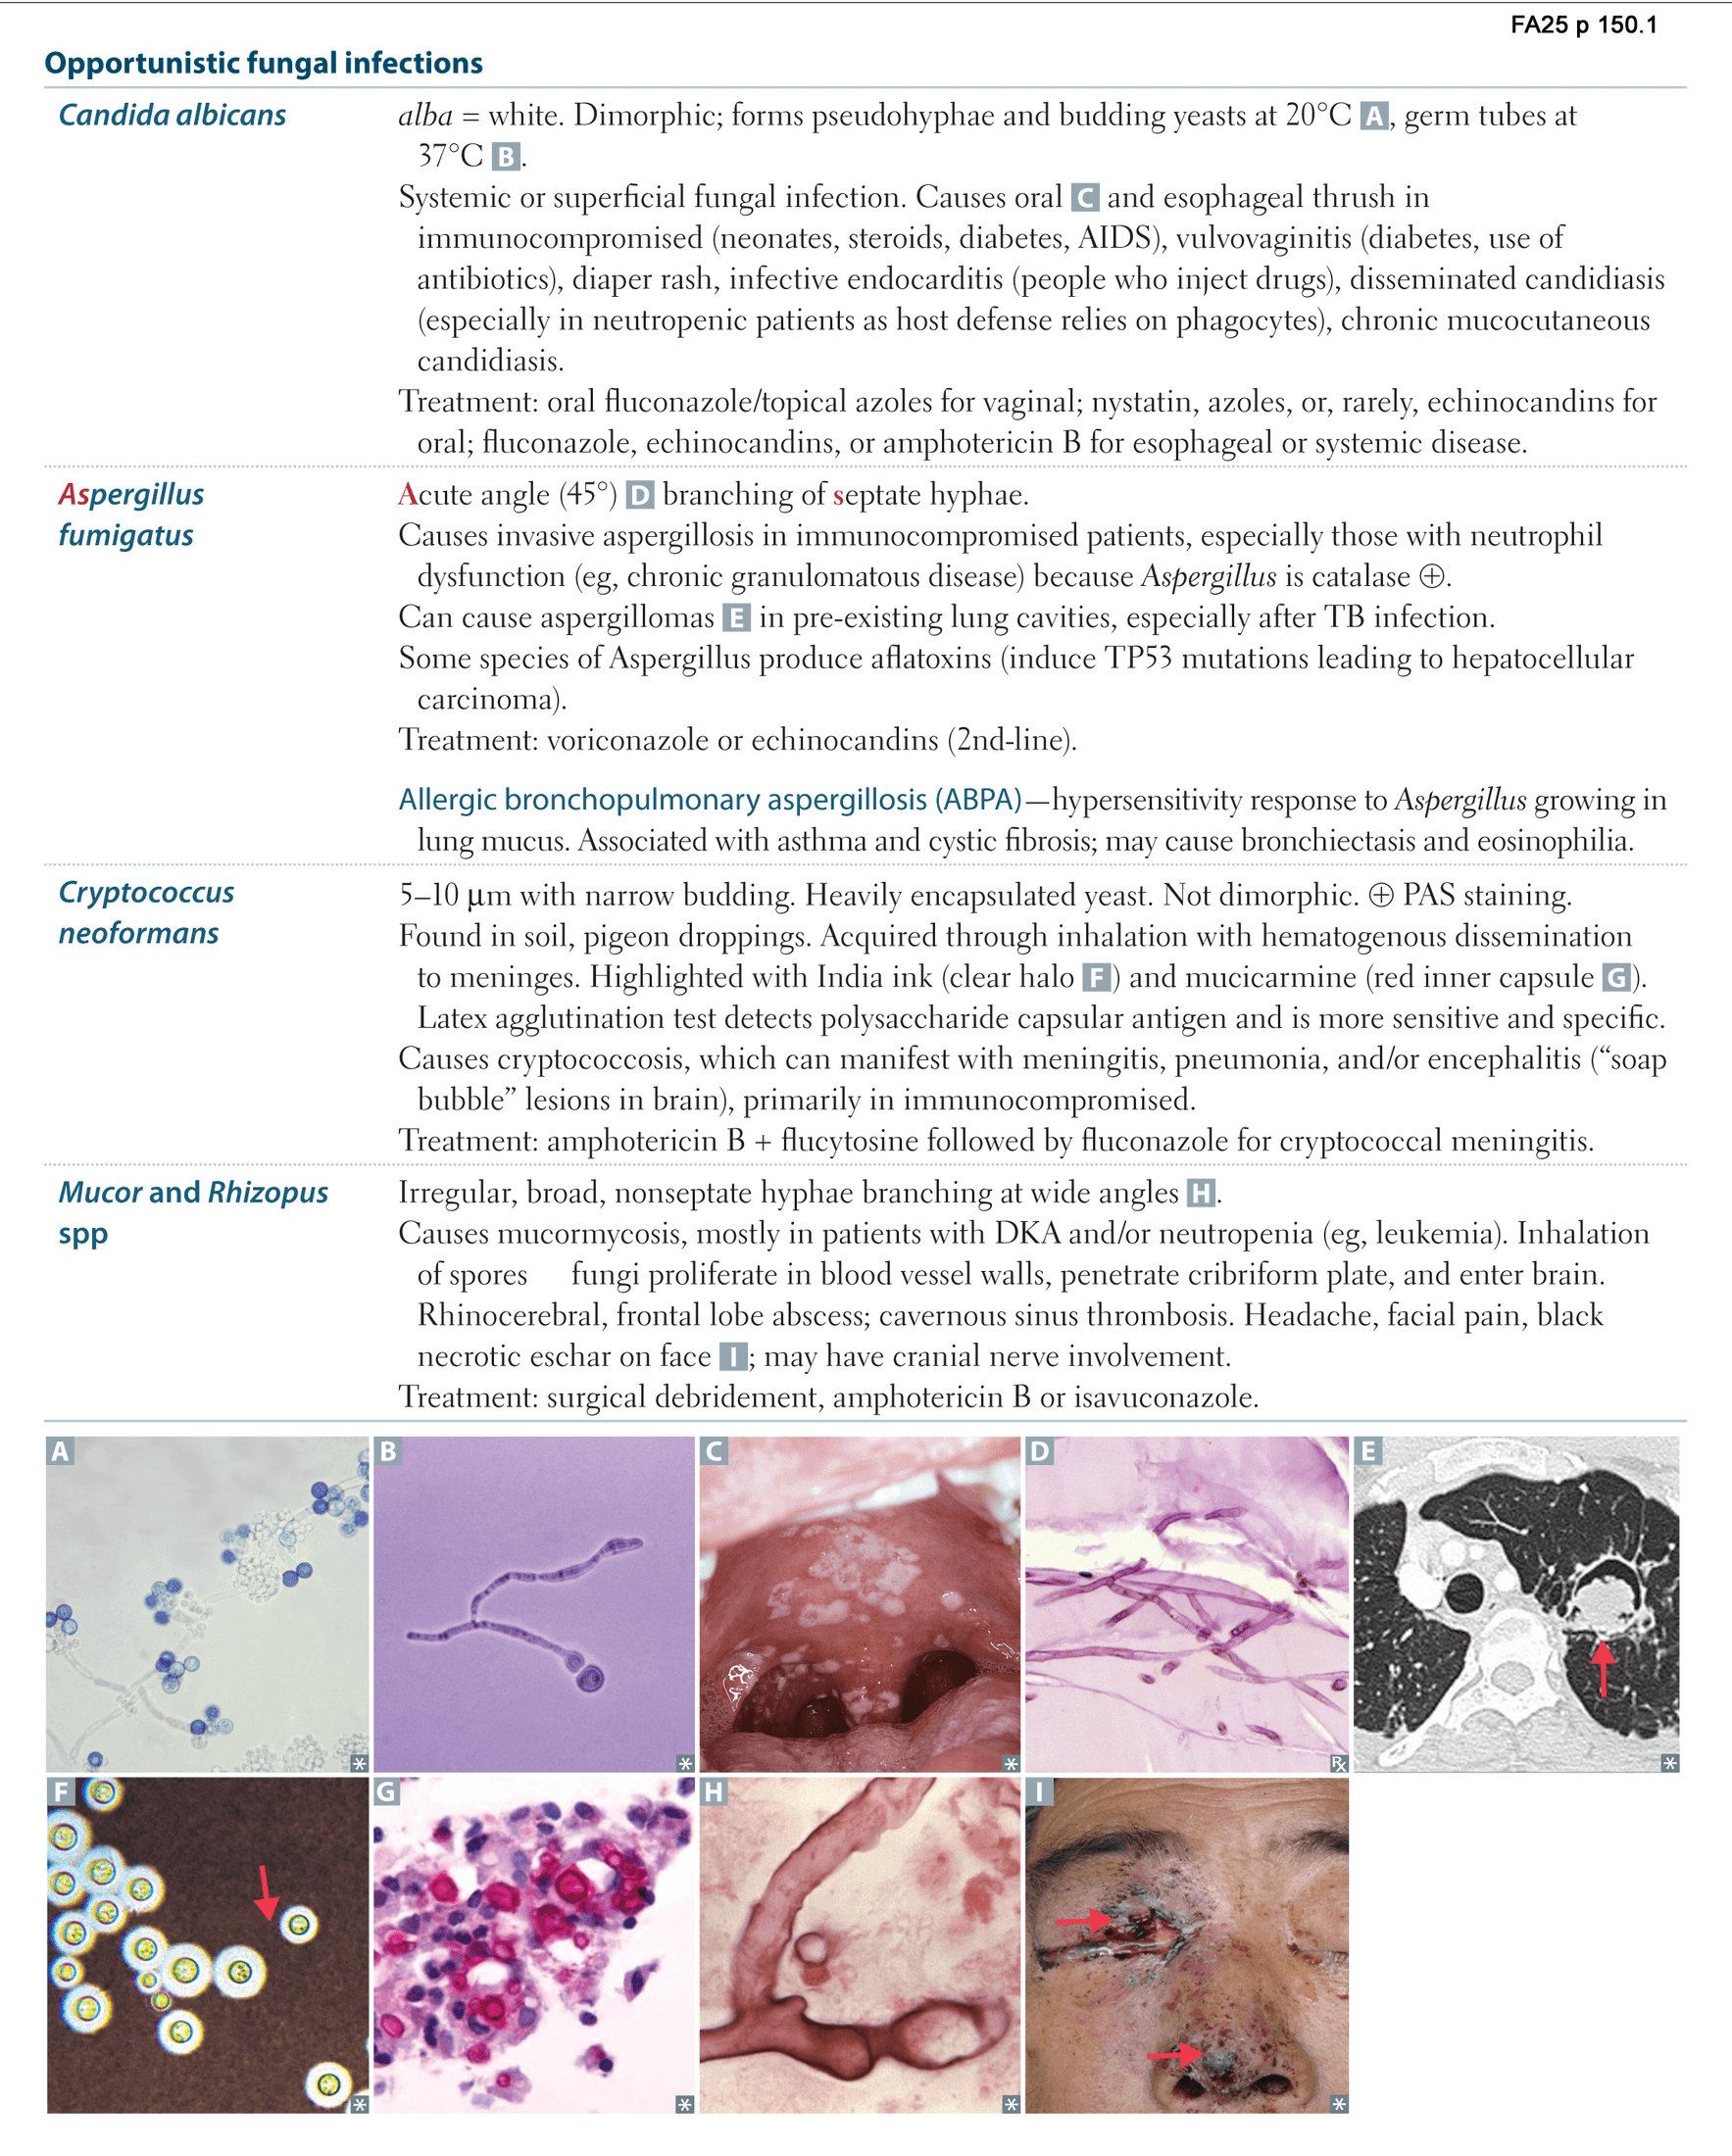 FA25 p 150.1
Opportunistic fungal infections
Candida albicans
alba = white. Dimorphic; forms pseudohyphae and budding yeasts at 20°C A, germ tubes at
37°C B.
Systemic or superficial fungal infection. Causes oral C and esophageal thrush in
immunocompromised (neonates, steroids, diabetes, AIDS), vulvovaginitis (diabetes, use of
antibiotics), diaper rash, infective endocarditis (people who inject drugs), disseminated candidiasis
(especially in neutropenic patients as host defense relies on phagocytes), chronic mucocutaneous
candidiasis.
Treatment: oral fluconazole/topical azoles for vaginal; nystatin, azoles, or, rarely, echinocandins for
oral; fluconazole, echinocandins, or amphotericin B for esophageal or systemic disease.
Aspergillus
fumigatus
Acute angle (45°) D branching of septate hyphae.
Causes invasive aspergillosis in immunocompromised patients, especially those with neutrophil
dysfunction (eg, chronic granulomatous disease) because Aspergillus is catalase ⊕.
Can cause aspergillomas E in pre-existing lung cavities, especially after TB infection.
Some species of Aspergillus produce aflatoxins (induce TP53 mutations leading to hepatocellular
carcinoma).
Treatment: voriconazole or echinocandins (2nd-line).
Allergic bronchopulmonary aspergillosis (ABPA)—hypersensitivity response to Aspergillus growing in
lung mucus. Associated with asthma and cystic fibrosis; may cause bronchiectasis and eosinophilia.
Cryptococcus
neoformans
5–10 μm with narrow budding. Heavily encapsulated yeast. Not dimorphic. ⊕ PAS staining.
Found in soil, pigeon droppings. Acquired through inhalation with hematogenous dissemination
to meninges. Highlighted with India ink (clear halo F) and mucicarmine (red inner capsule G).
Latex agglutination test detects polysaccharide capsular antigen and is more sensitive and specific.
Causes cryptococcosis, which can manifest with meningitis, pneumonia, and/or encephalitis (“soap
bubble” lesions in brain), primarily in immunocompromised.
Treatment: amphotericin B + flucytosine followed by fluconazole for cryptococcal meningitis.
Mucor and Rhizopus
spp
Irregular, broad, nonseptate hyphae branching at wide angles H.
Causes mucormycosis, mostly in patients with DKA and/or neutropenia (eg, leukemia). Inhalation
of spores fungi proliferate in blood vessel walls, penetrate cribriform plate, and enter brain.
Rhinocerebral, frontal lobe abscess; cavernous sinus thrombosis. Headache, facial pain, black
necrotic eschar on face I; may have cranial nerve involvement.
Treatment: surgical debridement, amphotericin B or isavuconazole.
A B C D E
* * * ℞ *
F G H I
* * * *